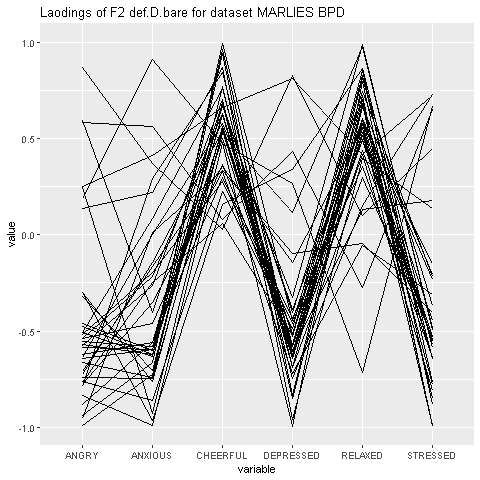 Laodings of F2 def.D.bare for dataset MARLIES BPD
1.0
0.5
0.0
-0.5
-1.0
value
ANGRY ANXIOUS CHEERFUL DEPRESSED RELAXED STRESSED
variable